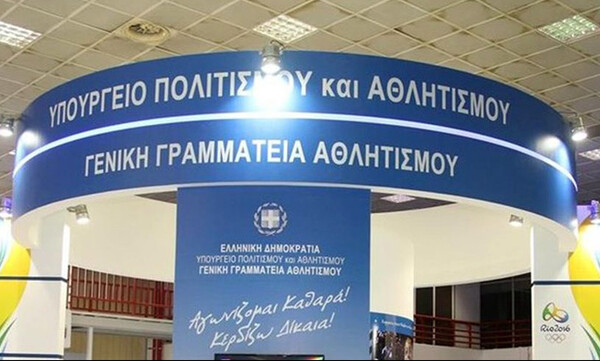 ΥΠΟΥΡΓΕΙΟ ΠΟΛΙΤΙΣΜΟΥ και ΑΘΛΗΤΙΣΜΟΥ
ΓΕΝΙΚΗ ΓΡΑΜΜΑΤΕΙΑ ΑΘΛΗΤΙΣΜΟΥ
ΕΛΛΗΝΙΚΗ ΔΗΜΟΚΡΑΤΙΑ
ΥΠΟΥΡΓΕΙΟ ΠΟΛΙΤΙΣΜΟΥ και ΑΘΛΗΤΙΣΜΟΥ
ΓΕΝΙΚΗ ΓΡΑΜΜΑΤΕΙΑ ΑΘΛΗΤΙΣΜΟΥ
Αγωνίζομαι Καθαρά!
Κερδίζω Δίκαια!
Rio2016